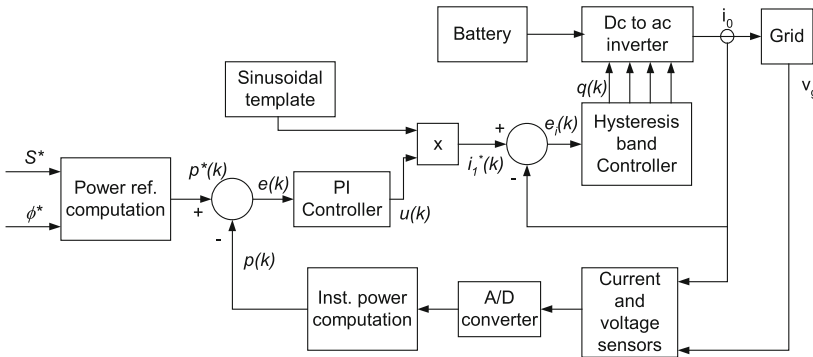 Battery
Dc to ac
inverter
i0
Grid
vg
Sinusoidal
template
q(k)
x
+
ei(k)
Hysteresis
band
Controller
i1*(k)
-
S*
ϕ*
Power ref.
computation
p*(k)
+
-
e(k)
PI
Controller
u(k)
p(k)
Inst. power
computation
A/D
converter
Current
and
voltage
sensors